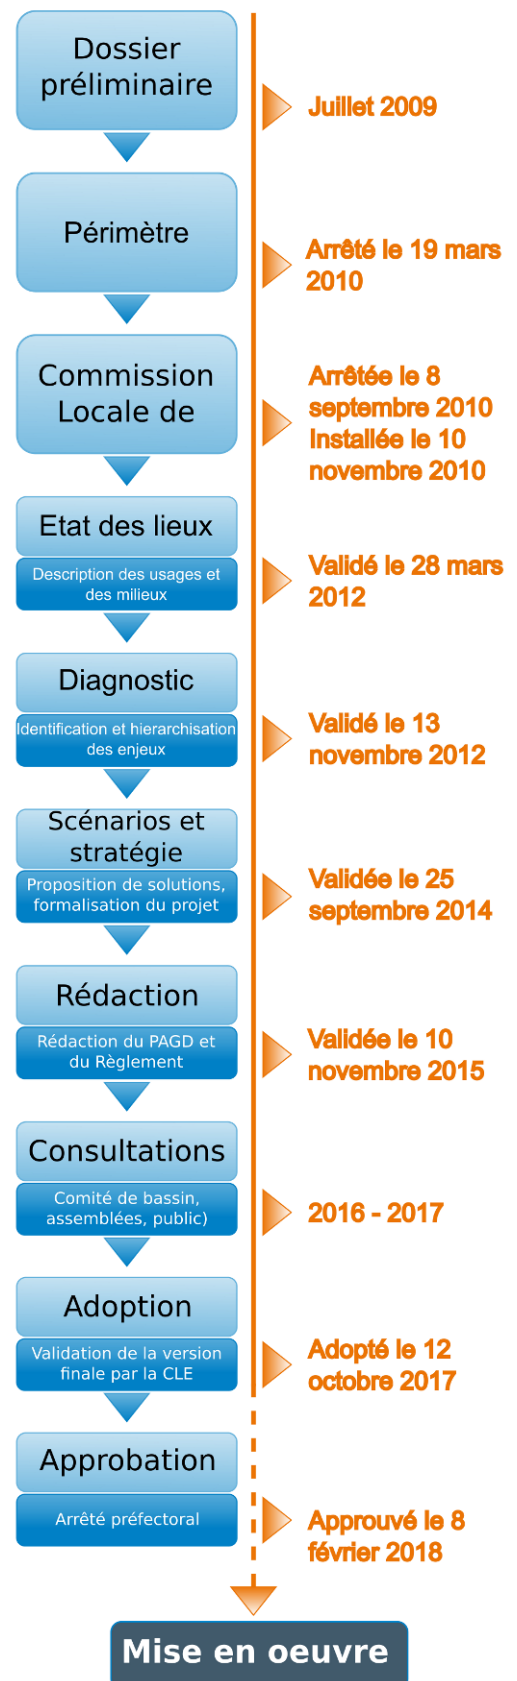 Dossier
préliminaire
Juillet 2009
Périmètre
Arrêté le 19 mars
2010
Commission
Locale de
Arrêtée le 8
septembre 2010
Installée le 10
novembre 2010
Etat des lieux
Description des usages et
des milieux
Validé le 28 mars
2012
Diagnostic
Identification et hierarchisation
des enjeux
Validé le 13
novembre 2012
Scénarios et
stratégie
Proposition de solutions,
formalisation du projet
Validée le 25
septembre 2014
Rédaction
Rédaction du PAGD et
du Règlement
Validée le 10
novembre 2015
Consultations
Comité de bassin,
assemblées, public)
2016 - 2017
Adoption
Validation de la version
finale par la CLE
Adopté le 12
octobre 2017
Approbation
Arrêté préfectoral
Approuvé le 8
février 2018
Mise en oeuvre